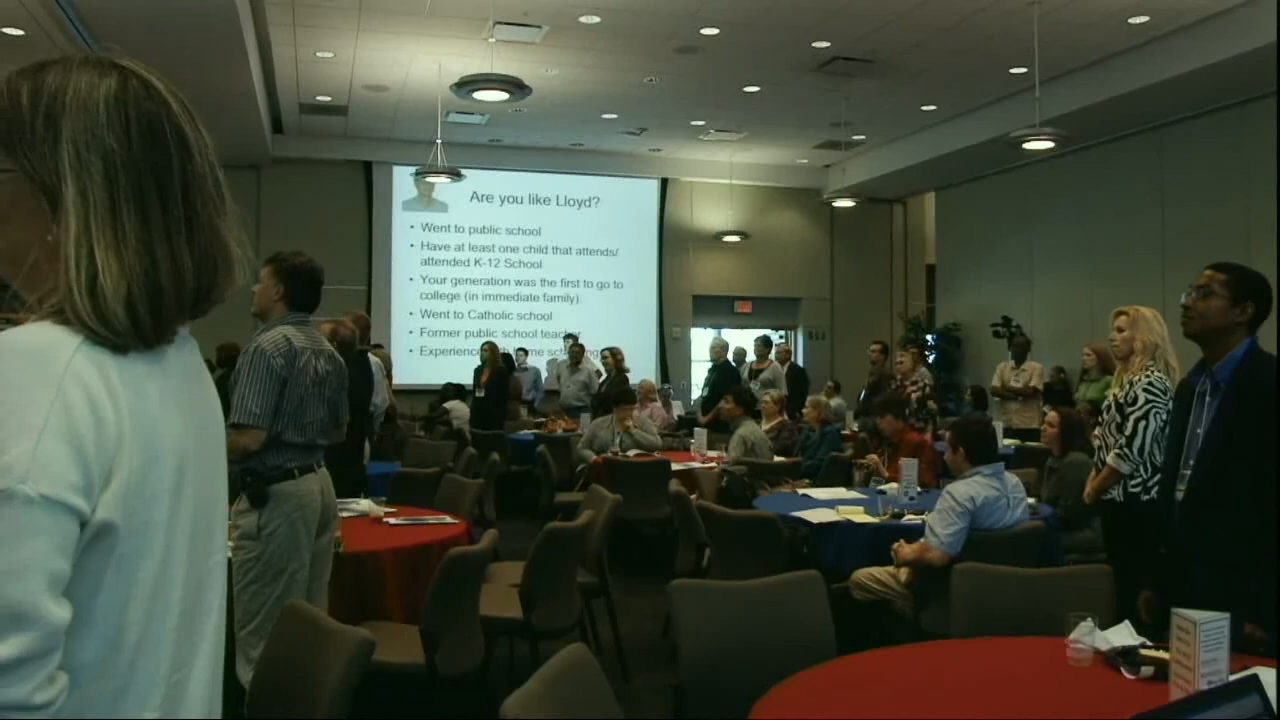 Are you like Lloyd?
• Went to public school
• Have at least one child that attends/
attended K-12 School
• Your generation was the first to go to
college (in immediate family).
• Went to Catholic school
• Former public school teacher